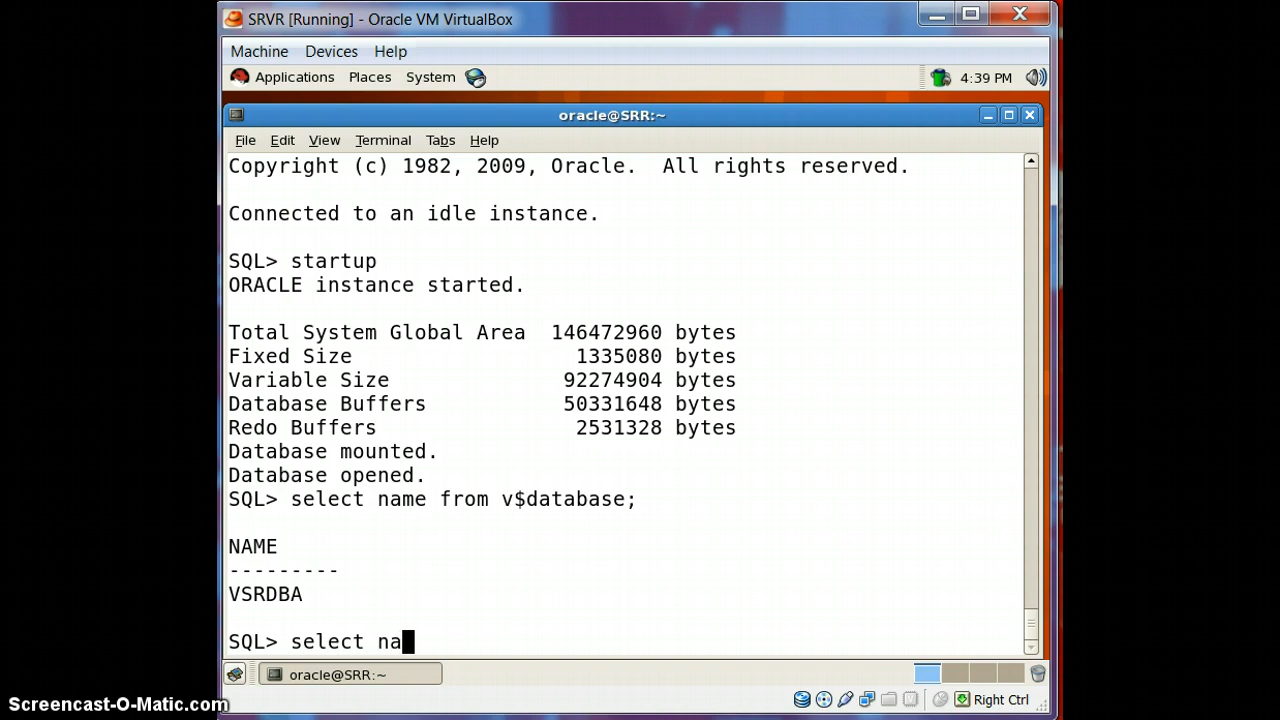 SRVR [Running] - Oracle VM VirtualBox
Machine Devices Help
Applications Places System 4:39 PM
oracle@SRR:~
File Edit View Terminal Tabs Help
Copyright (c) 1982, 2009, Oracle.  All rights reserved.
Connected to an idle instance.
SQL> startup
ORACLE instance started.
Total System Global Area  146472960 bytes
Fixed Size                  1335080 bytes
Variable Size              92274904 bytes
Database Buffers           50331648 bytes
Redo Buffers                2531328 bytes
Database mounted.
Database opened.
SQL> select name from v$database;
NAME
---------
VSRDBA
SQL> select na
oracle@SRR:~
Right Ctrl
Screencast-O-Matic.com